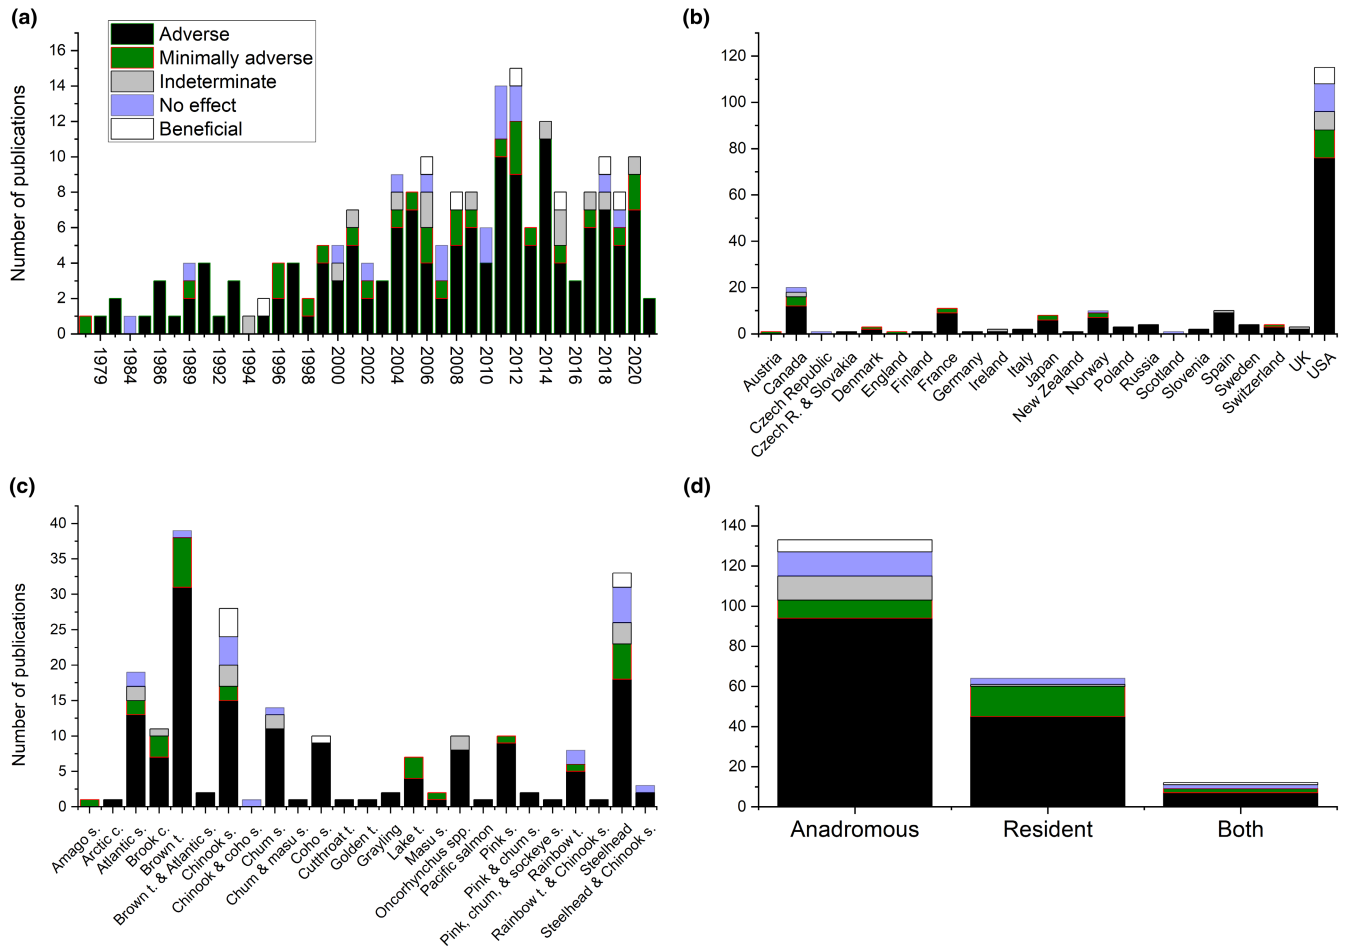 (a)
Adverse
Minimally adverse
Indeterminate
No effect
Beneficial
Number of publications
16
14
12
10
8
6
4
2
0
1979
1984
1986
1989
1992
1994
1996
1998
2000
2002
2004
2006
2008
2010
2012
2014
2016
2018
2020
(b)
120
100
80
60
40
20
0
Austria
Canada
Czech Republic
Czech R. & Slovakia
Denmark
England
Finland
France
Germany
Ireland
Italy
Japan
New Zealand
Norway
Poland
Russia
Scotland
Slovenia
Spain
Sweden
Switzerland
UK
USA
(c)
Number of publications
40
35
30
25
20
15
10
5
0
Amago s.
Arctic c.
Atlantic s.
Brook c.
Brown t.
Brown t. & Atlantic s.
Chinook s.
Chinook & coho s.
Chum s.
Chum & masu s.
Coho s.
Cutthroat t.
Golden t.
Grayling
Lake t.
Masu s.
Oncorhynchus spp.
Pacific salmon
Pink s.
Pink & chum s.
Pink, chum, & sockeye s.
Rainbow t.
Rainbow t. & Chinook s.
Steelhead
Steelhead & Chinook s.
(d)
140
120
100
80
60
40
20
0
Anadromous
Resident
Both